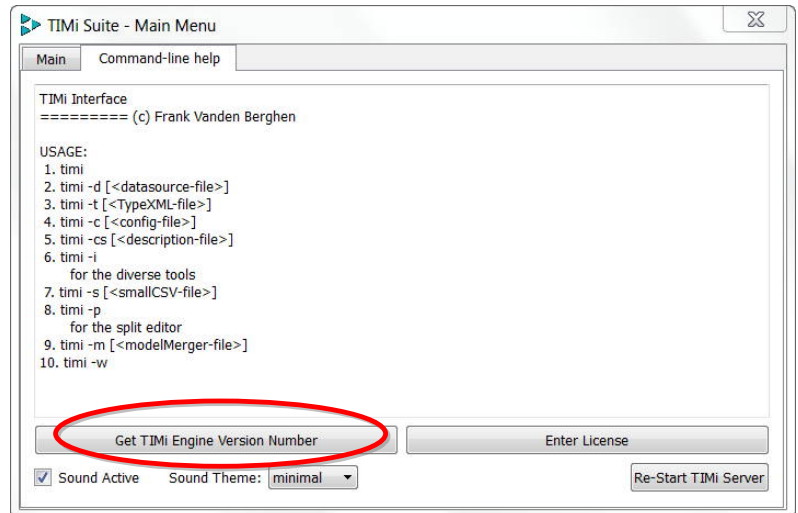 TIMi Suite - Main Menu
Main Command-line help
TIMi Interface
========= (c) Frank Vanden Berghen
USAGE:
1. timi
2. timi -d [<datasource-file>]
3. timi -t [<TypeXML-file>]
4. timi -c [<config-file>]
5. timi -cs [<description-file>]
6. timi -i
for the diverse tools
7. timi -s [<smallCSV-file>]
8. timi -p
for the split editor
9. timi -m [<modelMerger-file>]
10. timi -w
Get TIMi Engine Version Number Enter License
Sound Active Sound Theme: minimal Re-Start TIMi Server